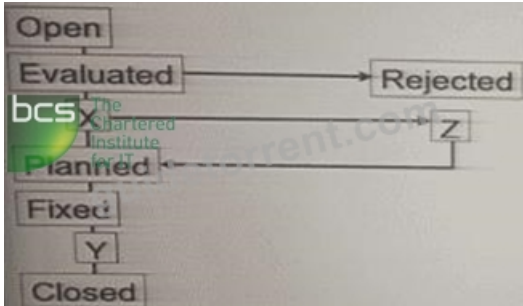 Open
Evaluated
Rejected
bcs The
Chartered
Institute
for IT
X
Z
Planned
Fixed
Y
Closed